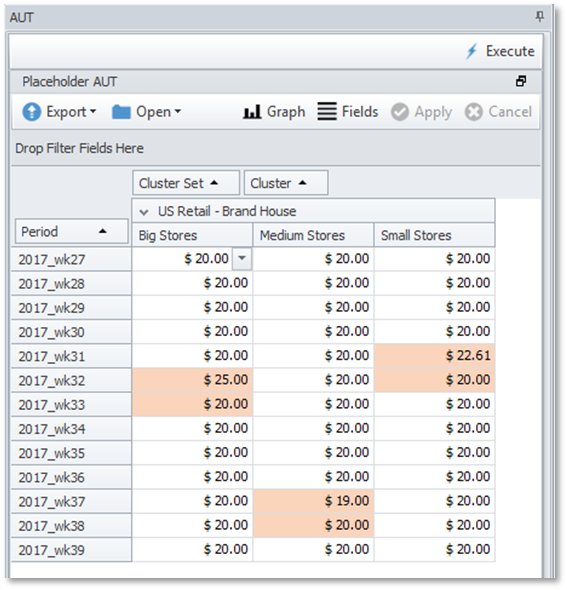 AUT
Execute
Placeholder AUT
Export Open Graph Fields Apply Cancel
Drop Filter Fields Here
Cluster Set Cluster
US Retail - Brand House
Period Big Stores Medium Stores Small Stores
2017_wk27 $ 20.00 $ 20.00 $ 20.00
2017_wk28 $ 20.00 $ 20.00 $ 20.00
2017_wk29 $ 20.00 $ 20.00 $ 20.00
2017_wk30 $ 20.00 $ 20.00 $ 20.00
2017_wk31 $ 20.00 $ 20.00 $ 22.61
2017_wk32 $ 25.00 $ 20.00 $ 20.00
2017_wk33 $ 20.00 $ 20.00 $ 20.00
2017_wk34 $ 20.00 $ 20.00 $ 20.00
2017_wk35 $ 20.00 $ 20.00 $ 20.00
2017_wk36 $ 20.00 $ 20.00 $ 20.00
2017_wk37 $ 20.00 $ 19.00 $ 20.00
2017_wk38 $ 20.00 $ 20.00 $ 20.00
2017_wk39 $ 20.00 $ 20.00 $ 20.00